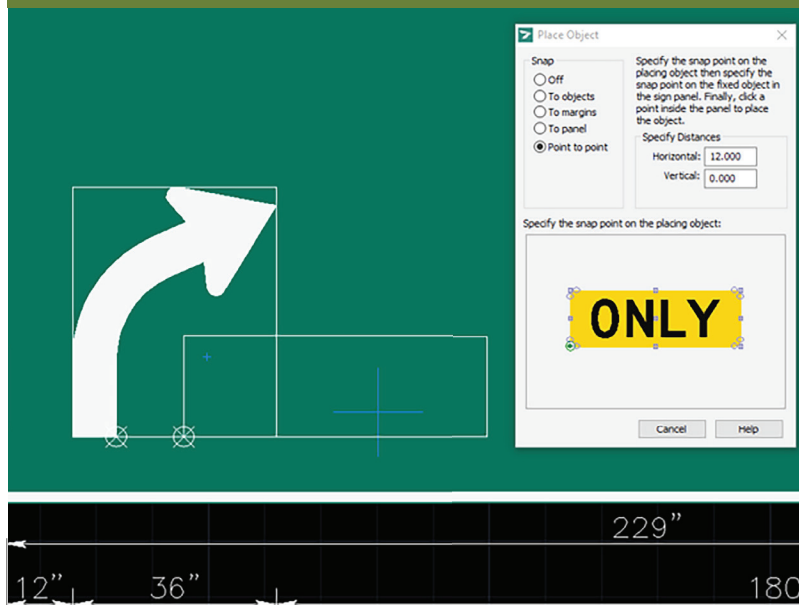 Place Object
Snap
Off
To objects
To margins
To panel
Point to point
Specify the snap point on the
placing object then specify the
snap point on the fixed object in
the sign panel. Finally, click a
point inside the panel to place
the object.
Specify Distances
Horizontal: 12.000
Vertical: 0.000
Specify the snap point on the placing object:
ONLY
Cancel Help
229”
12” 36” 180